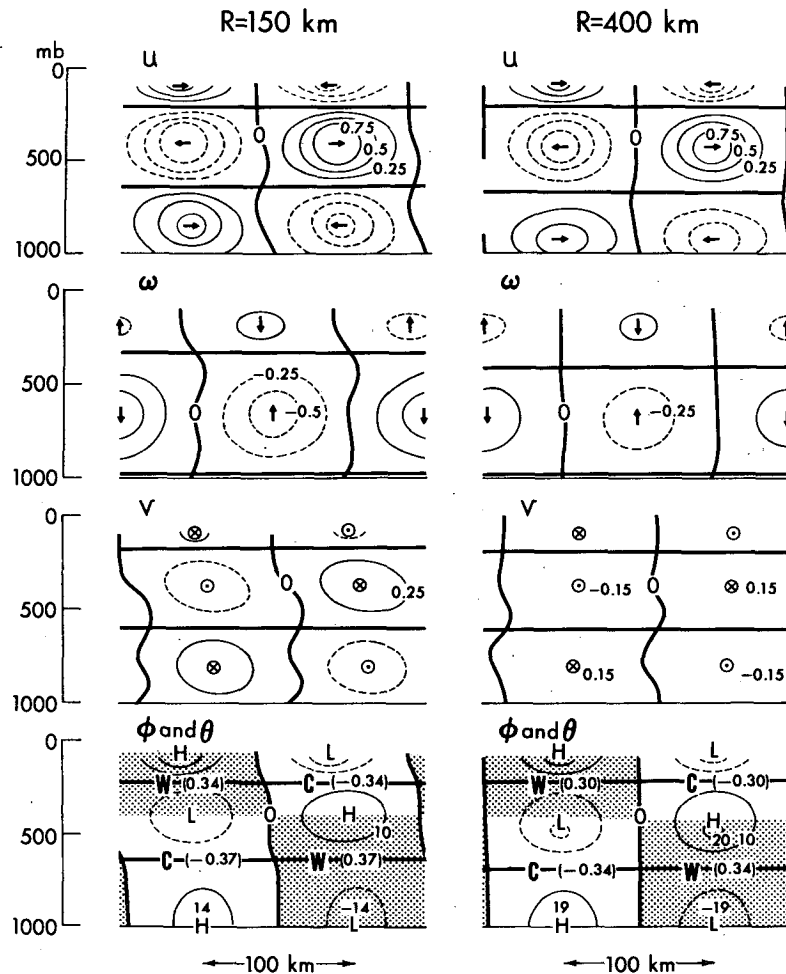 R=150 km R=400 km
mb
u u
0
0 0.75 0.5 0.25 0 0.75 0.5 0.25
500
1000
ω ω
0
-0.25 -0.5 -0.25
500
0 0
1000
v v
0
0 0.25 -0.15 0 0.15
500
0.15 -0.15
1000
ϕ and θ ϕ and θ
0
H L H L
W (0.34) C (-0.34) W (0.30) C (-0.30)
L 0 H 10 L 0 H 20 10
500
C (-0.37) W (0.37) C (-0.34) W (0.34)
14 -14 19 -19
1000
H L H L
100 km 100 km